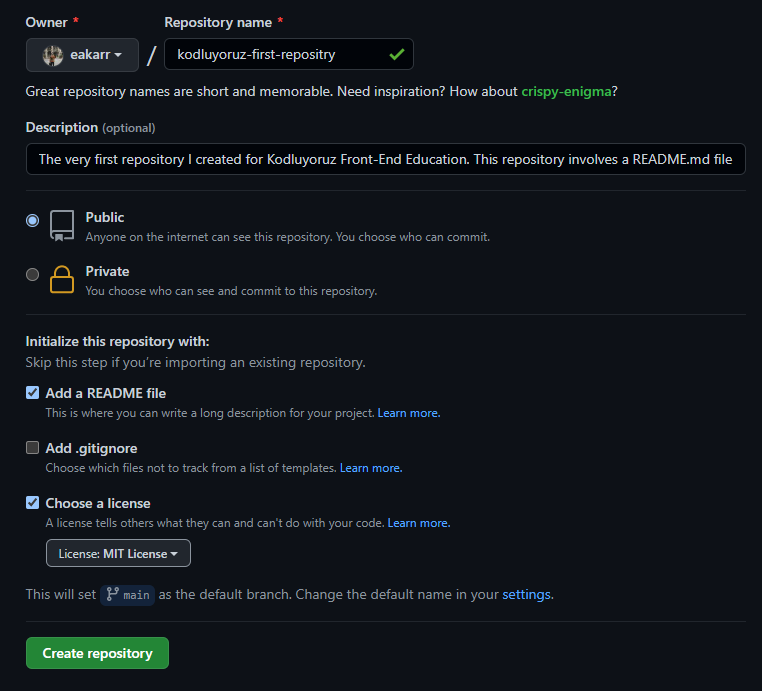 Owner * Repository name *
eakarr / kodluyoruz-first-repositry
Great repository names are short and memorable. Need inspiration? How about crispy-enigma?
Description (optional)
The very first repository I created for Kodluyoruz Front-End Education. This repository involves a README.md file
Public
Anyone on the internet can see this repository. You choose who can commit.
Private
You choose who can see and commit to this repository.
Initialize this repository with:
Skip this step if you're importing an existing repository.
Add a README file
This is where you can write a long description for your project. Learn more.
Add .gitignore
Choose which files not to track from a list of templates. Learn more.
Choose a license
A license tells others what they can and can't do with your code. Learn more.
License: MIT License
This will set main as the default branch. Change the default name in your settings.
Create repository